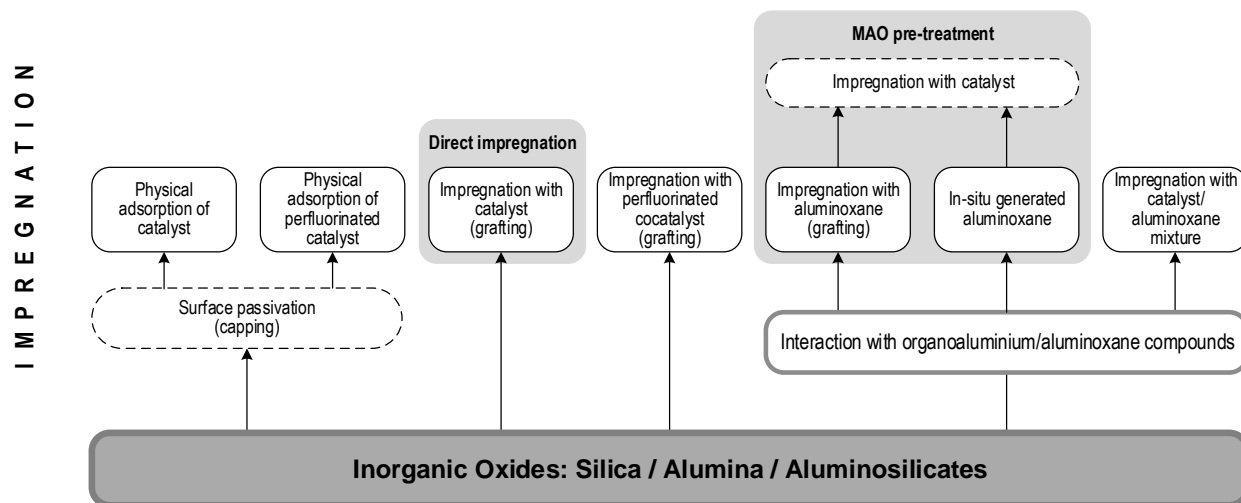 IMPREGNATION
MAO pre-treatment
Impregnation with catalyst
Direct impregnation
Physical
adsorption of
catalyst
Physical
adsorption of
perfluorinated
catalyst
Impregnation with
catalyst
(grafting)
Impregnation with
perfluorinated
cocatalyst
(grafting)
Impregnation with
aluminoxane
(grafting)
In-situ generated
aluminoxane
Impregnation with
catalyst/
aluminoxane
mixture
Surface passivation
(capping)
Interaction with organoaluminium/aluminoxane compounds
Inorganic Oxides: Silica / Alumina / Aluminosilicates